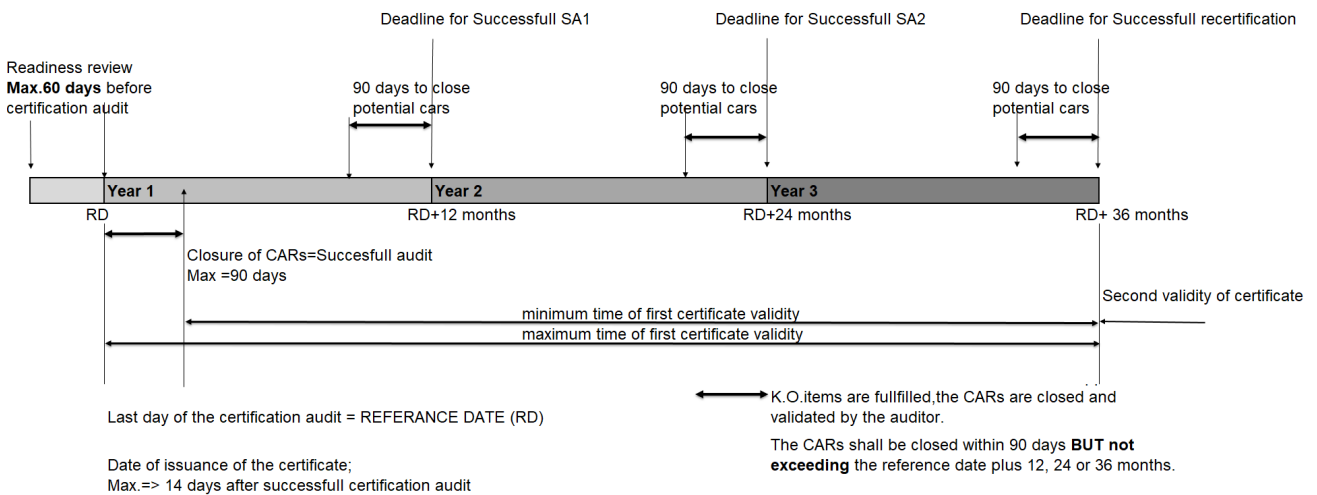 Deadline for Successfull SA1
Deadline for Successfull SA2
Deadline for Successfull recertification
Readiness review
Max.60 days before
certification audit
90 days to close
potential cars
90 days to close
potential cars
90 days to close
potential cars
Year 1
Year 2
Year 3
RD
RD+12 months
RD+24 months
RD+ 36 months
Closure of CARs=Succesfull audit
Max =90 days
Second validity of certificate
minimum time of first certificate validity
maximum time of first certificate validity
Last day of the certification audit = REFERANCE DATE (RD)
Date of issuance of the certificate;
Max.=> 14 days after successfull certification audit
K.O.items are fullfilled,the CARs are closed and
validated by the auditor.
The CARs shall be closed within 90 days BUT not
exceeding the reference date plus 12, 24 or 36 months.